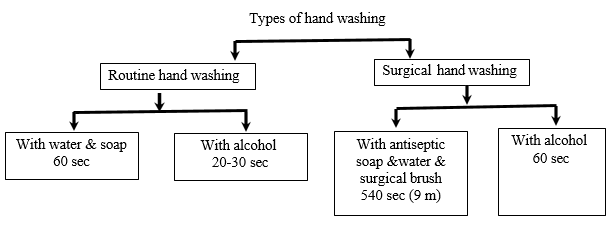 Types of hand washing
Routine hand washing
Surgical hand washing
With water & soap
60 sec
With alcohol
20-30 sec
With antiseptic
soap &water &
surgical brush
540 sec (9 m)
With alcohol
60 sec